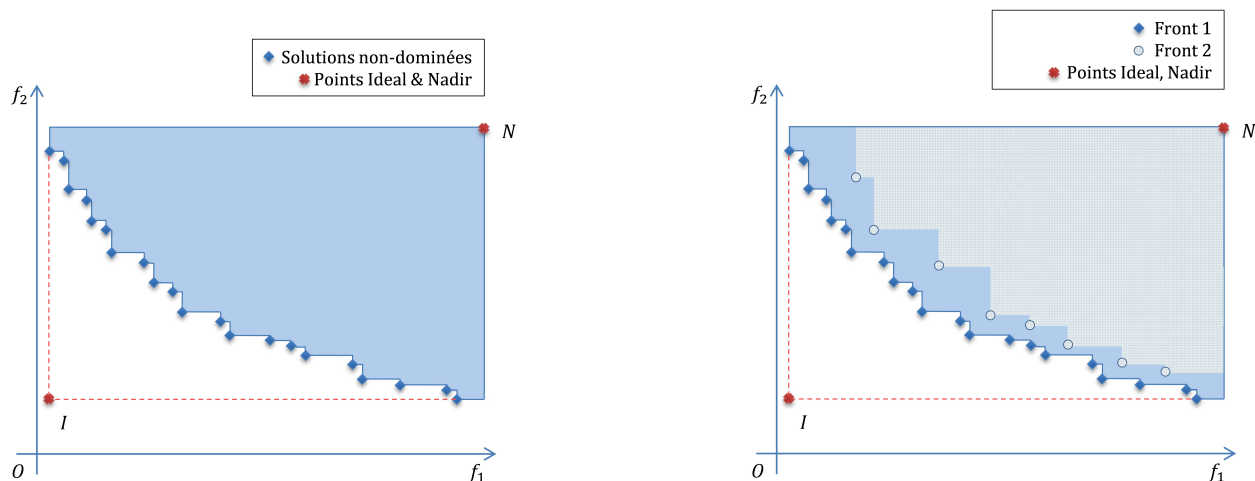 Solutions non-dominées
Points Ideal & Nadir
f₂
N
I
O
f₁
Front 1
Front 2
Points Ideal, Nadir
f₂
N
I
O
f₁